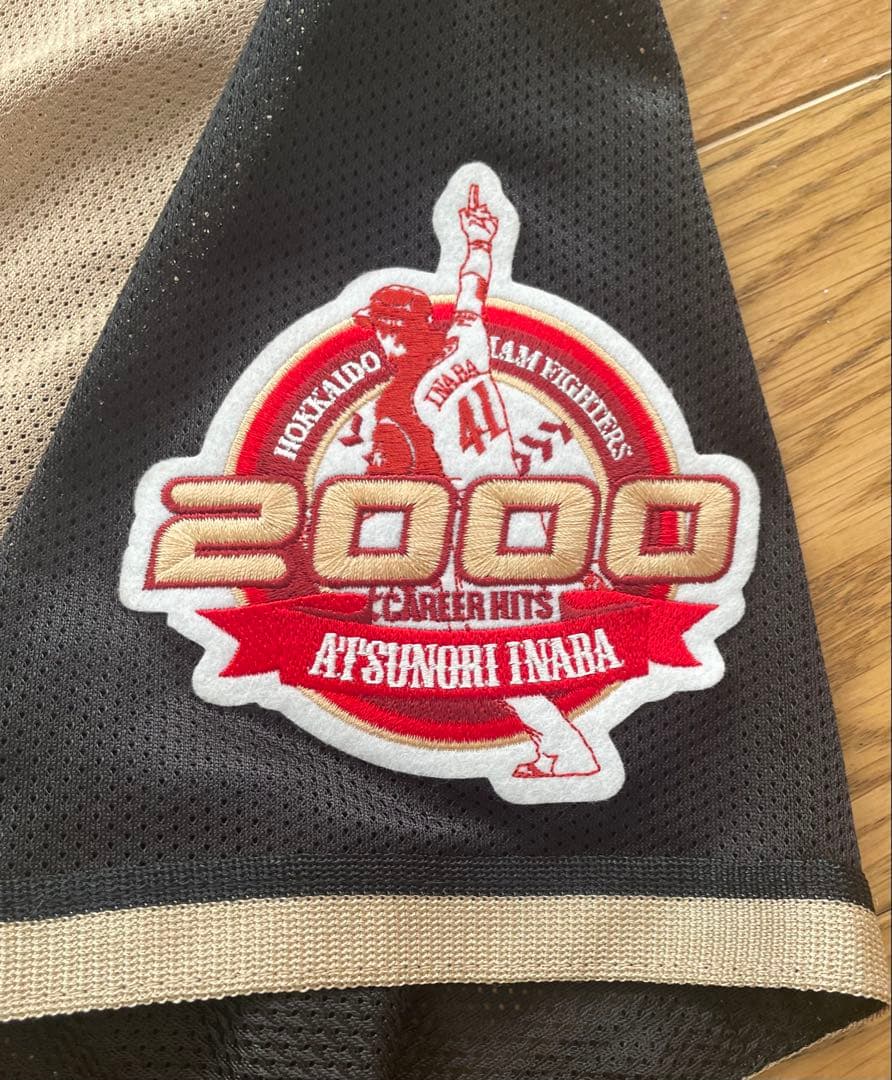 HOKKAIDO
HAM FIGHTERS
INABA
41
2000
CAREER HITS
ATSUNORI INABA